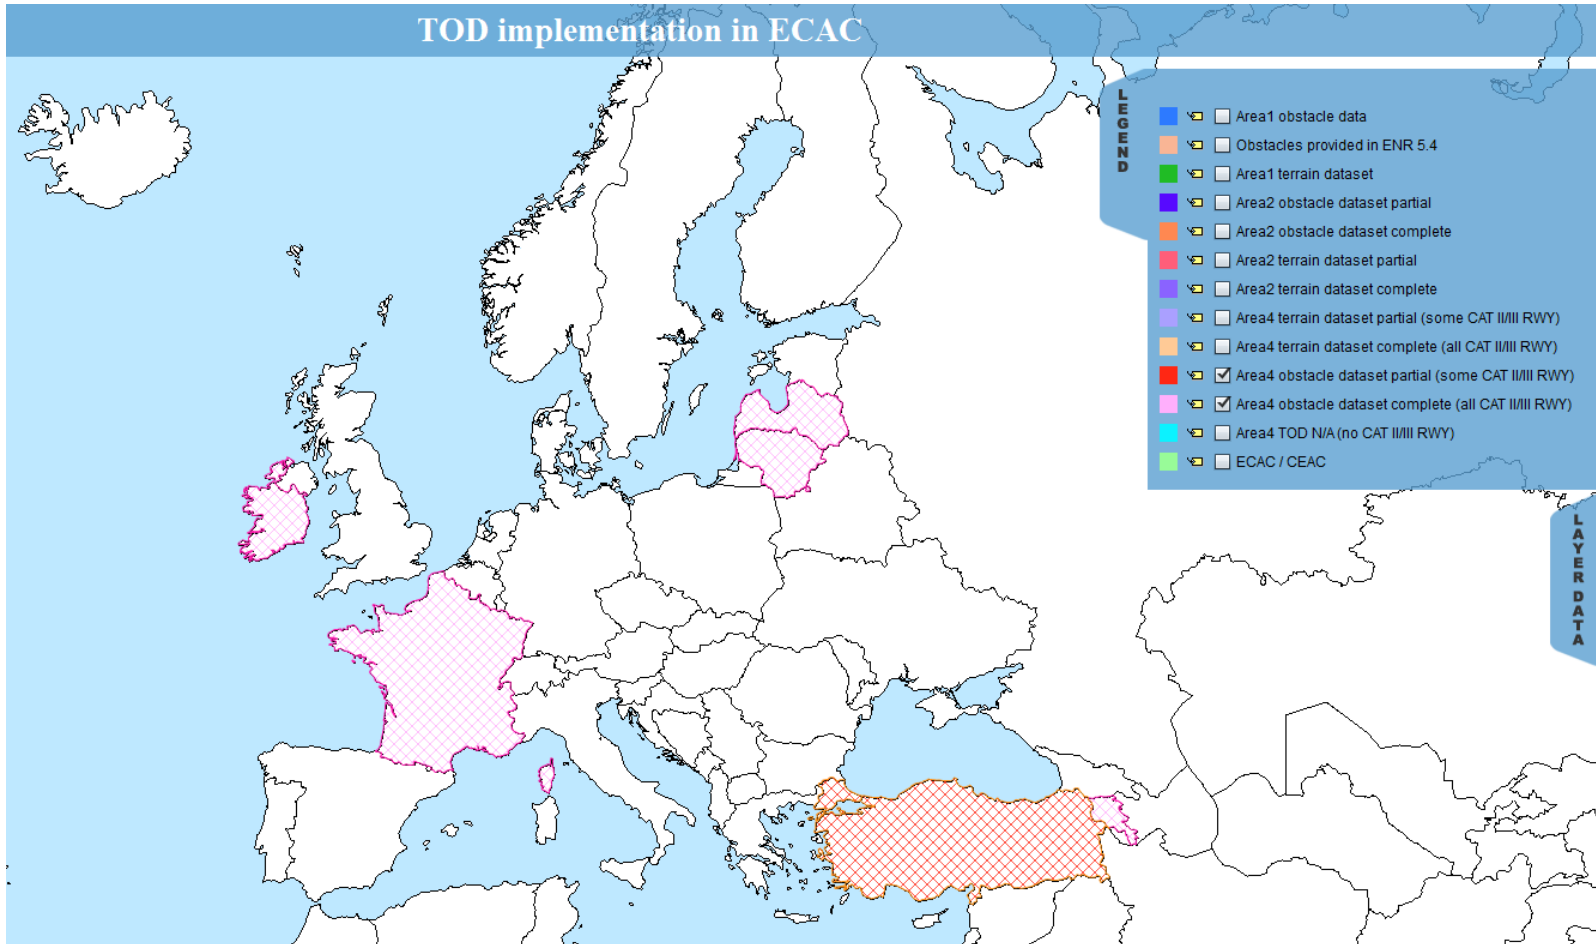 TOD implementation in ECAC
LEGEND
Area1 obstacle data
Obstacles provided in ENR 5.4
Area1 terrain dataset
Area2 obstacle dataset partial
Area2 obstacle dataset complete
Area2 terrain dataset partial
Area2 terrain dataset complete
Area4 terrain dataset partial (some CAT II/III RWY)
Area4 terrain dataset complete (all CAT II/III RWY)
Area4 obstacle dataset partial (some CAT II/III RWY)
Area4 obstacle dataset complete (all CAT II/III RWY)
Area4 TOD N/A (no CAT II/III RWY)
ECAC / CEAC
LAYER DATA